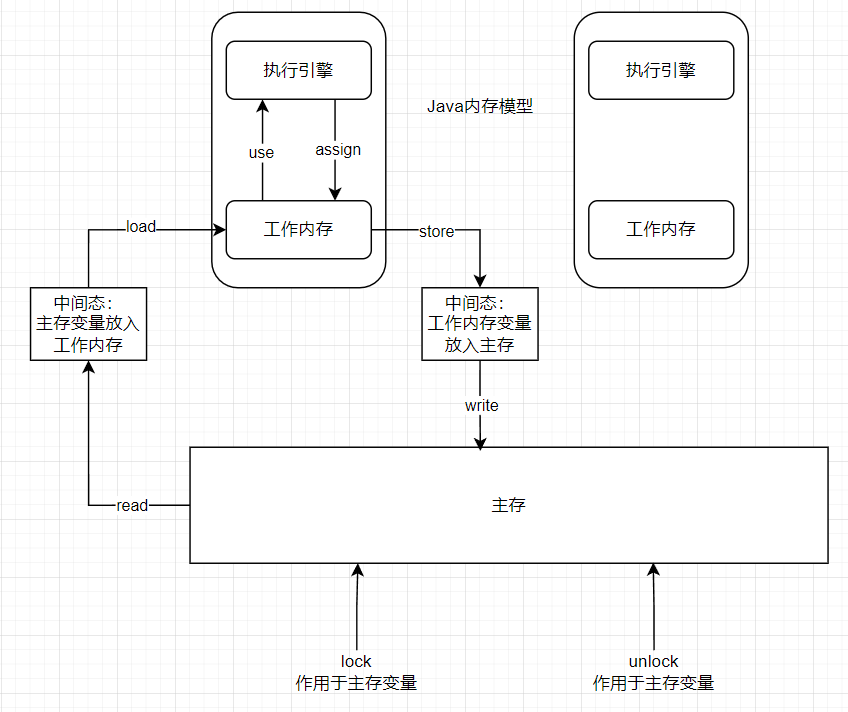 执行引擎
执行引擎
Java内存模型
use
assign
工作内存
工作内存
load
store
中间态：
主存变量放入
工作内存
中间态：
工作内存变量
放入主存
write
主存
read
lock
作用于主存变量
unlock
作用于主存变量